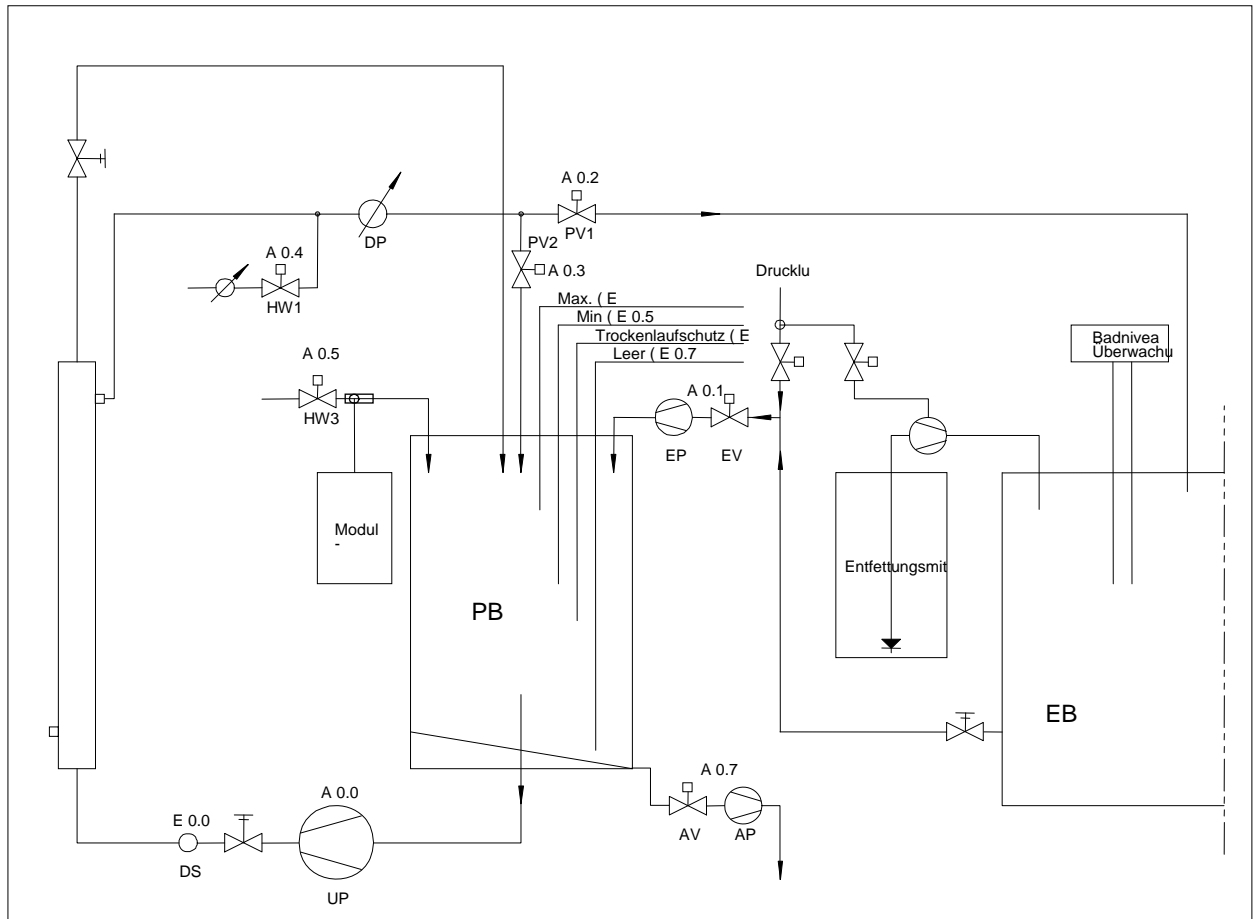 A 0.2
PV1
DP
PV2
A 0.3
A 0.4
HW1
Drucklu
Max. ( E
Min ( E 0.5
Trockenlaufschutz ( E
Leer ( E 0.7
Badnivea
Überwachu
A 0.5
HW3
A 0.1
EP
EV
Modul
-
Entfettungsmit
PB
EB
A 0.7
AV
AP
A 0.0
E 0.0
DS
UP